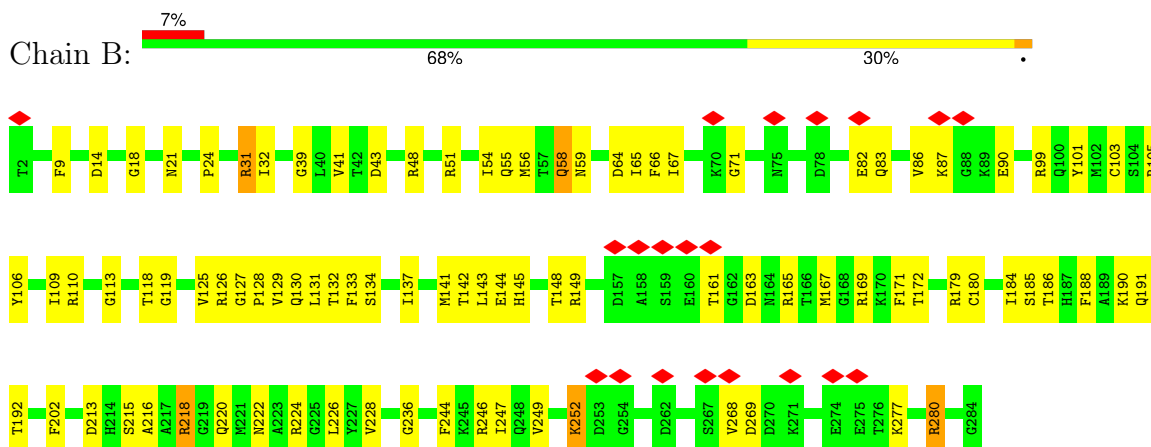 7%
Chain B:
68% 30% •
T2 F9 D14 G18 N21 P24 R31 I32 G39 L40 V41 T42 D43 R48 R51 I54 Q55 M56 T57 Q58 N59 D64 I65 F66 I67 K70 G71 N75 D78 E82 Q83 V86 K87 G88 K89 E90 R99 Q100 Y101 M102 C103 S104
Y106 I109 R110 G113 T118 G119 V125 R126 G127 P128 V129 Q130 L131 T132 F133 S134 I137 M141 T142 L143 E144 H145 T148 R149 D157 A158 S159 E160 T161 G162 D163 N164 R165 T166 M167 G168 R169 K170 F171 T172 R179 C180 I184 S185 T186 H187 F188 A189 K190 Q191
T192 F202 D213 H214 S215 A216 A217 R218 G219 Q220 M221 N222 A223 R224 G225 L226 Y227 V228 G236 F244 K245 R246 I247 Q248 V249 K252 D253 G254 D262 S267 V268 D269 D270 K271 E274 E275 T276 K277 R280 G284